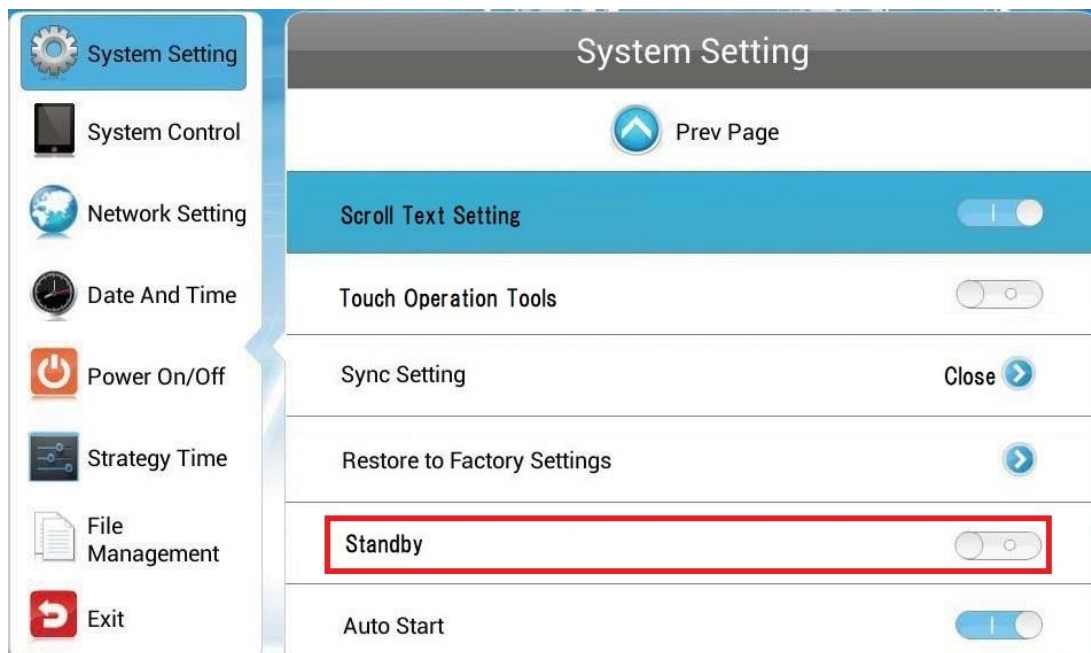 System Setting
System Control
Network Setting
Date And Time
Power On/Off
Strategy Time
File
Management
Exit
System Setting
Prev Page
Scroll Text Setting
Touch Operation Tools
Sync Setting
Close
Restore to Factory Settings
Standby
Auto Start